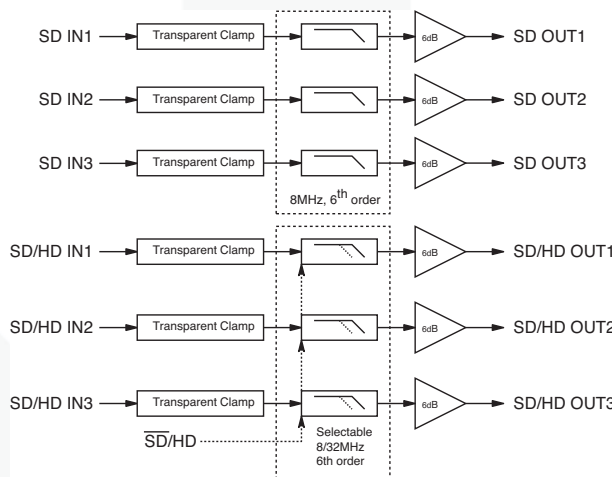 SD IN1 Transparent Clamp 6dB SD OUT1
SD IN2 Transparent Clamp 6dB SD OUT2
SD IN3 Transparent Clamp 6dB SD OUT3
8MHz, 6th order
SD/HD IN1 Transparent Clamp 6dB SD/HD OUT1
SD/HD IN2 Transparent Clamp 6dB SD/HD OUT2
SD/HD IN3 Transparent Clamp 6dB SD/HD OUT3
S̅D̅/HD
Selectable
8/32MHz
6th order